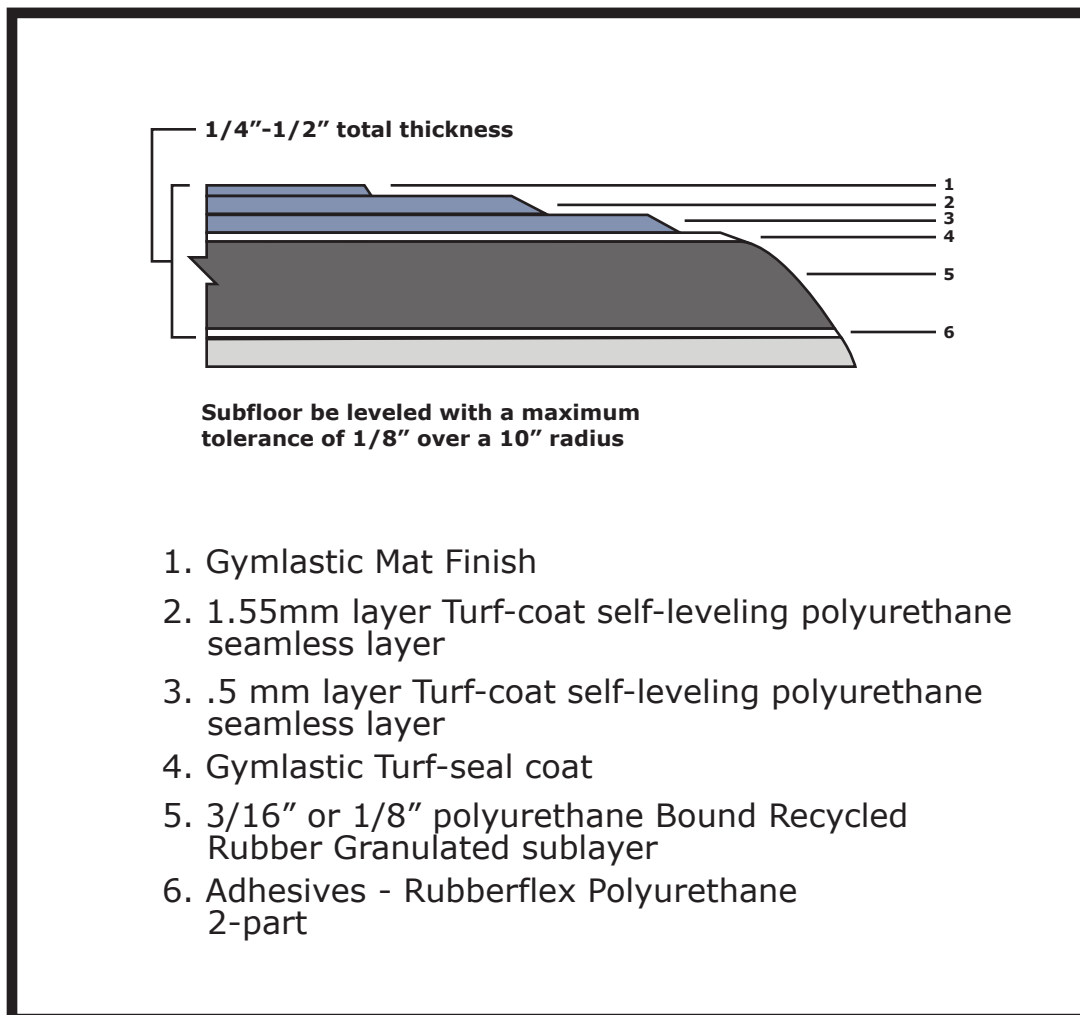 1/4”-1/2” total thickness
1
2
3
4
5
6
Subfloor be leveled with a maximum
tolerance of 1/8” over a 10” radius
1. Gymlastic Mat Finish
2. 1.55mm layer Turf-coat self-leveling polyurethane
seamless layer
3. .5 mm layer Turf-coat self-leveling polyurethane
seamless layer
4. Gymlastic Turf-seal coat
5. 3/16” or 1/8” polyurethane Bound Recycled
Rubber Granulated sublayer
6. Adhesives - Rubberflex Polyurethane
2-part